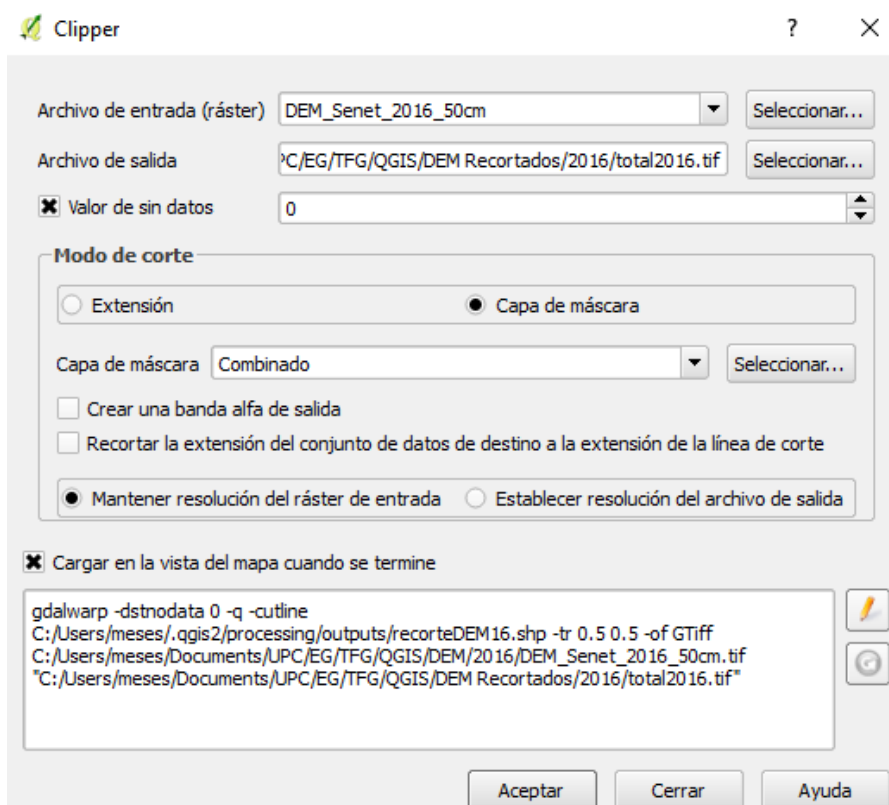 Clipper ? ×
Archivo de entrada (ráster) DEM_Senet_2016_50cm Seleccionar...
Archivo de salida PC/EG/TFG/QGIS/DEM Recortados/2016/total2016.tif Seleccionar...
Valor de sin datos 0
Modo de corte
Extensión Capa de máscara
Capa de máscara Combinado Seleccionar...
Crear una banda alfa de salida
Recortar la extensión del conjunto de datos de destino a la extensión de la línea de corte
Mantener resolución del ráster de entrada Establecer resolución del archivo de salida
Cargar en la vista del mapa cuando se termine
gdalwarp -dstnodata 0 -q -cutline
C:/Users/meses/.qgis2/processing/outputs/recorteDEM16.shp -tr 0.5 0.5 -of GTiff
C:/Users/meses/Documents/UPC/EG/TFG/QGIS/DEM/2016/DEM_Senet_2016_50cm.tif
"C:/Users/meses/Documents/UPC/EG/TFG/QGIS/DEM Recortados/2016/total2016.tif"
Aceptar Cerrar Ayuda